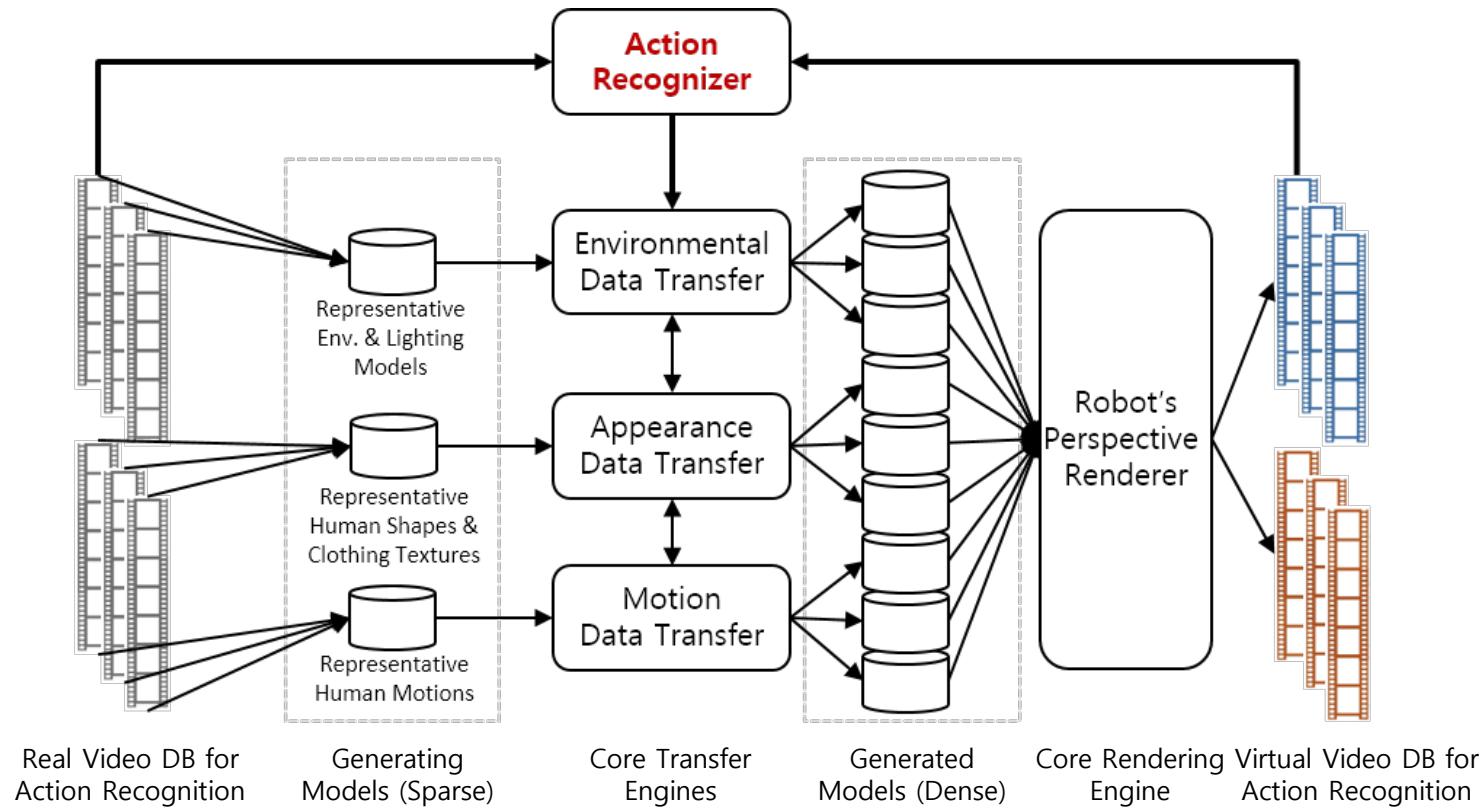 Action
Recognizer
Environmental
Data Transfer
Representative
Env. & Lighting
Models
Appearance
Data Transfer
Robot's
Perspective
Renderer
Representative
Human Shapes &
Clothing Textures
Motion
Data Transfer
Representative
Human Motions
Real Video DB for
Action Recognition
Generating
Models (Sparse)
Core Transfer
Engines
Generated
Models (Dense)
Core Rendering
Engine
Virtual Video DB for
Action Recognition